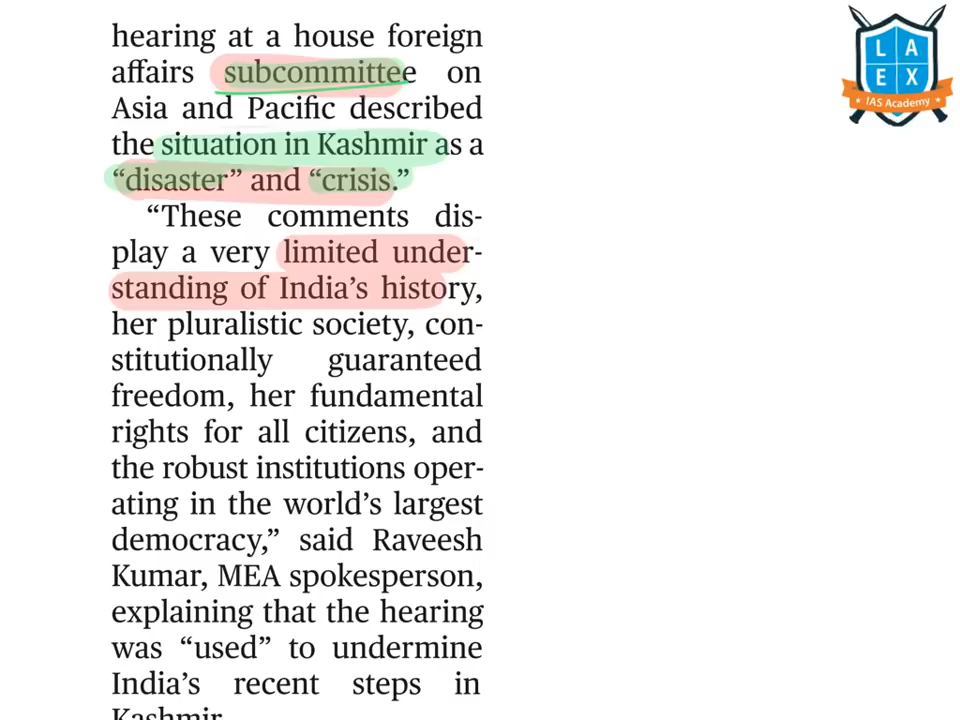 hearing at a house foreign
affairs subcommittee on
Asia and Pacific described
the situation in Kashmir as a
“disaster” and “crisis.”
“These comments dis-
play a very limited under-
standing of India’s history,
her pluralistic society, con-
stitutionally guaranteed
freedom, her fundamental
rights for all citizens, and
the robust institutions oper-
ating in the world’s largest
democracy,” said Raveesh
Kumar, MEA spokesperson,
explaining that the hearing
was “used” to undermine
India’s recent steps in
Kashmir
L A
E X
IAS Academy